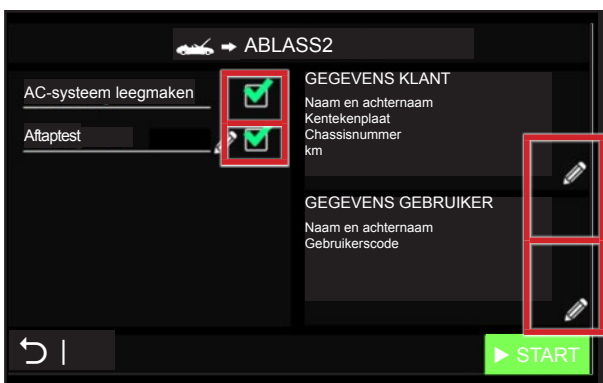 ABLASS2
AC-systeem leegmaken
Aftaptest
GEGEVENS KLANT
Naam en achternaam
Kentekenplaat
Chassisnummer
km
GEGEVENS GEBRUIKER
Naam en achternaam
Gebruikerscode
START